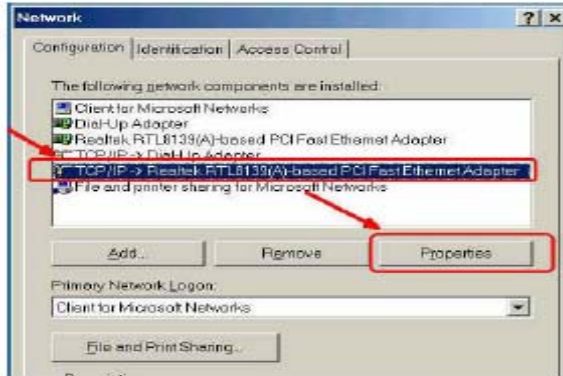 Network
Configuration Identification Access Control
The following network components are installed:
Client for Microsoft Networks
Dial-Up Adapter
Realtek RTL8139(A)-based PCI Fast Ethernet Adapter
TCP/IP -> Dial-Up Adapter
TCP/IP -> Realtek RTL8139(A)-based PCI Fast Ethernet Adapter
File and printer sharing for Microsoft Networks
Add... Remove Properties
Primary Network Logon:
Client for Microsoft Networks
File and Print Sharing...